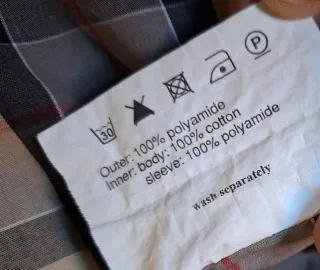 30
P
Outer: 100% polyamide
Inner: body: 100% cotton
sleeve: 100% polyamide
wash separately